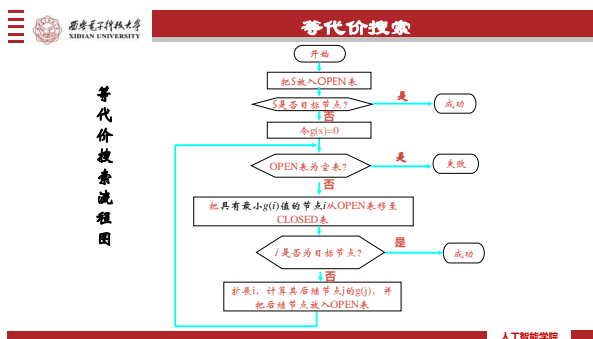 西安电子科技大学
XIDIAN UNIVERSITY
等代价搜索
等代价搜索流程图
开始
把S放入OPEN表
S是否目标节点?
是
成功
否
令g(s)=0
OPEN表为空表?
是
失败
否
把具有最小g(i)值的节点i从OPEN表移至
CLOSED表
i是否为目标节点?
是
成功
否
扩展i，计算其后继节点j的g(j)，并
把后继节点放入OPEN表
人工智能学院